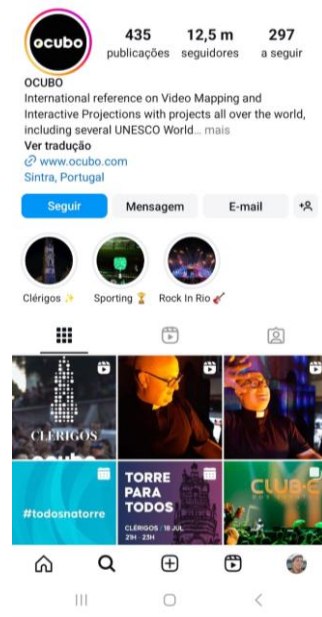 ocubo
435 12,5 m 297
publicações seguidores a seguir
OCUBO
International reference on Video Mapping and
Interactive Projections with projects all over the world,
including several UNESCO World... mais
Ver tradução
www.ocubo.com
Sintra, Portugal
Seguir Mensagem E-mail
Clérigos ✨ Sporting 🏆 Rock In Rio 🎸
CLÉRIGOS
ocubo
#todosnatorre
TORRE
PARA
TODOS
CLÉRIGOS | 18 JUL
21H 23H
CLUB-E